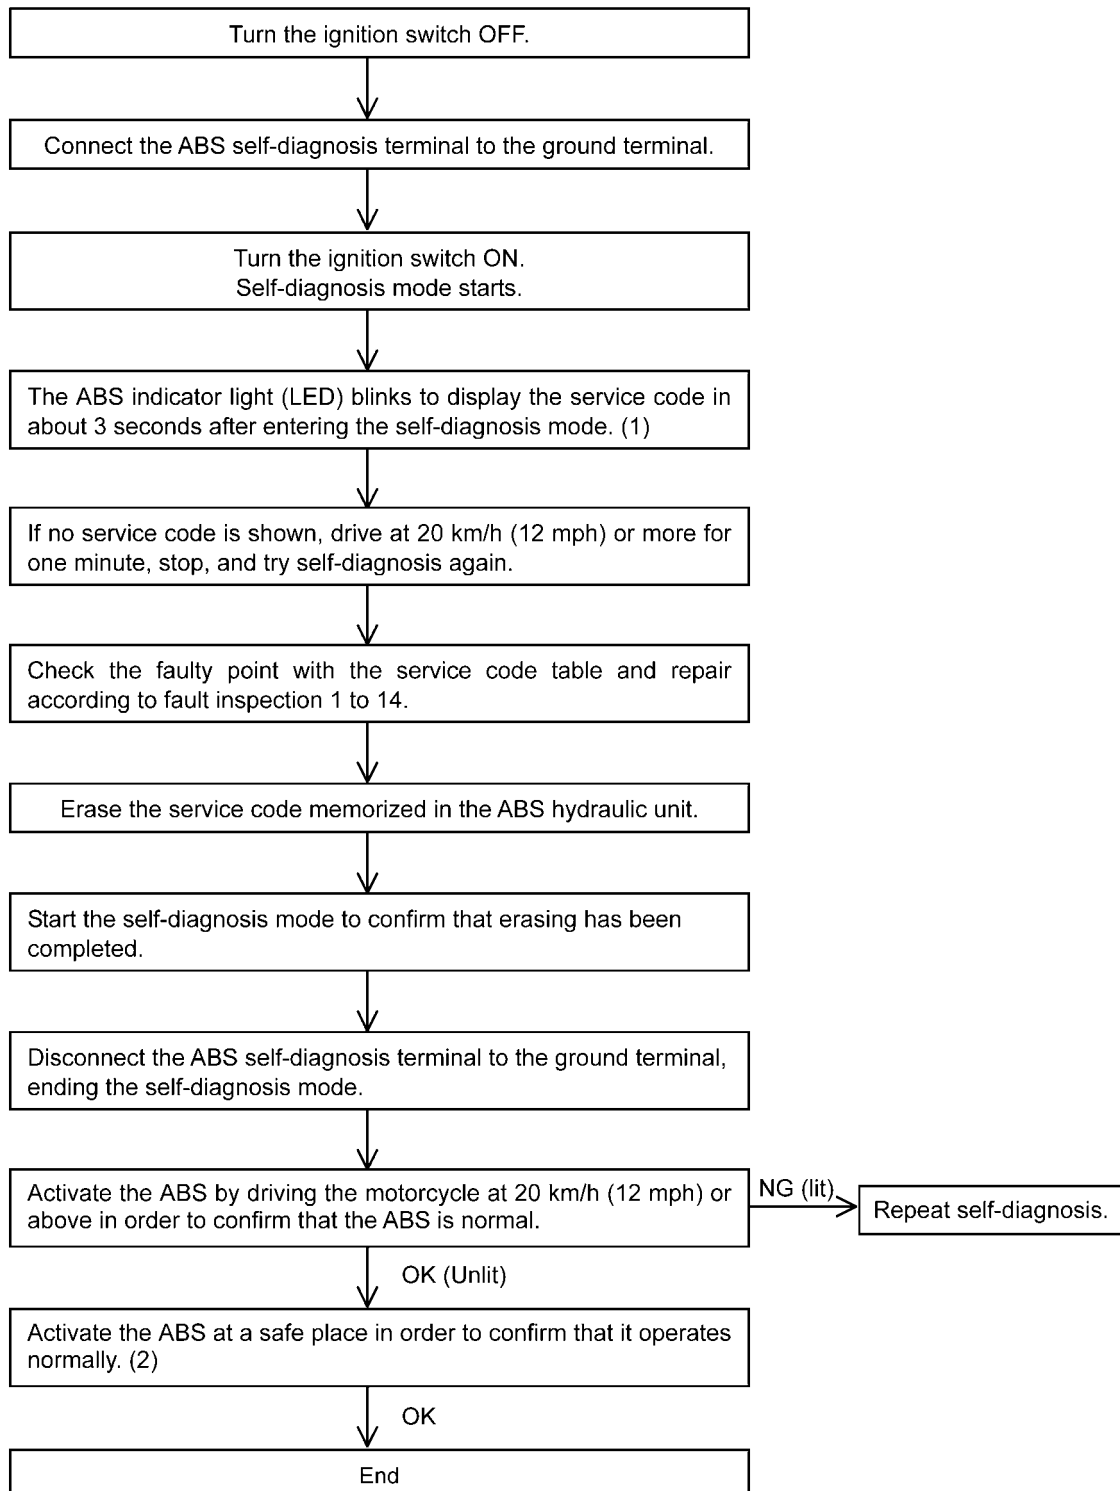 Turn the ignition switch OFF.
Connect the ABS self-diagnosis terminal to the ground terminal.
Turn the ignition switch ON.
Self-diagnosis mode starts.
The ABS indicator light (LED) blinks to display the service code in
about 3 seconds after entering the self-diagnosis mode. (1)
If no service code is shown, drive at 20 km/h (12 mph) or more for
one minute, stop, and try self-diagnosis again.
Check the faulty point with the service code table and repair
according to fault inspection 1 to 14.
Erase the service code memorized in the ABS hydraulic unit.
Start the self-diagnosis mode to confirm that erasing has been
completed.
Disconnect the ABS self-diagnosis terminal to the ground terminal,
ending the self-diagnosis mode.
Activate the ABS by driving the motorcycle at 20 km/h (12 mph) or
above in order to confirm that the ABS is normal.
NG (lit)
Repeat self-diagnosis.
OK (Unlit)
Activate the ABS at a safe place in order to confirm that it operates
normally. (2)
OK
End